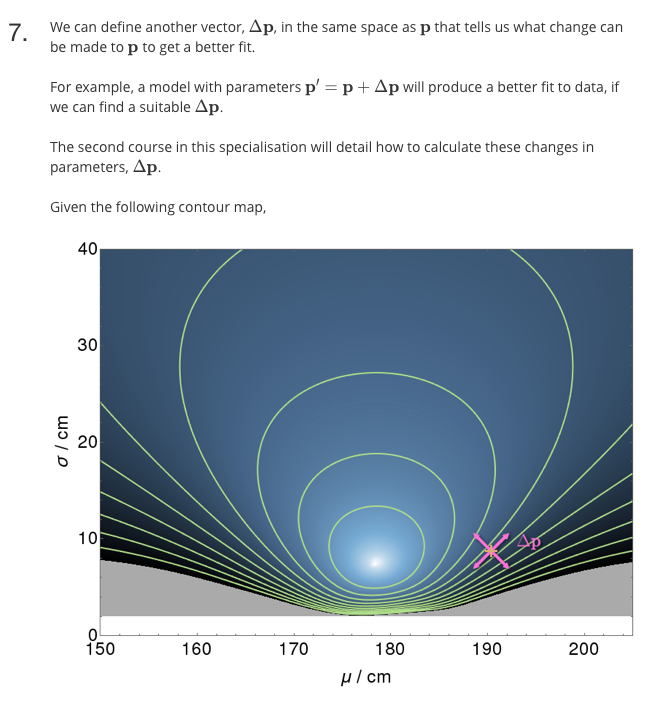 7.
We can define another vector, Δp, in the same space as p that tells us what change can
be made to p to get a better fit.
For example, a model with parameters p′ = p + Δp will produce a better fit to data, if
we can find a suitable Δp.
The second course in this specialisation will detail how to calculate these changes in
parameters, Δp.
Given the following contour map,
40
30
20
10
0
σ / cm
Δp
150 160 170 180 190 200
μ / cm